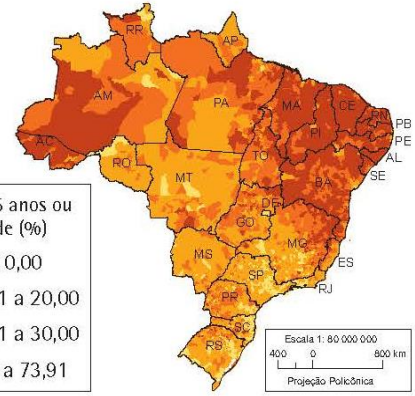 RR
AP
AM
PA
MA
CE
RN
PB
PE
AL
SE
PI
AC
RO
TO
BA
MT
DF
GO
MG
ES
MS
SP
RJ
PR
SC
RS
5 anos ou
de (%)
0,00
1 a 20,00
1 a 30,00
a 73,91
Escala 1: 80 000 000
400 0 800 km
Projeção Policônica